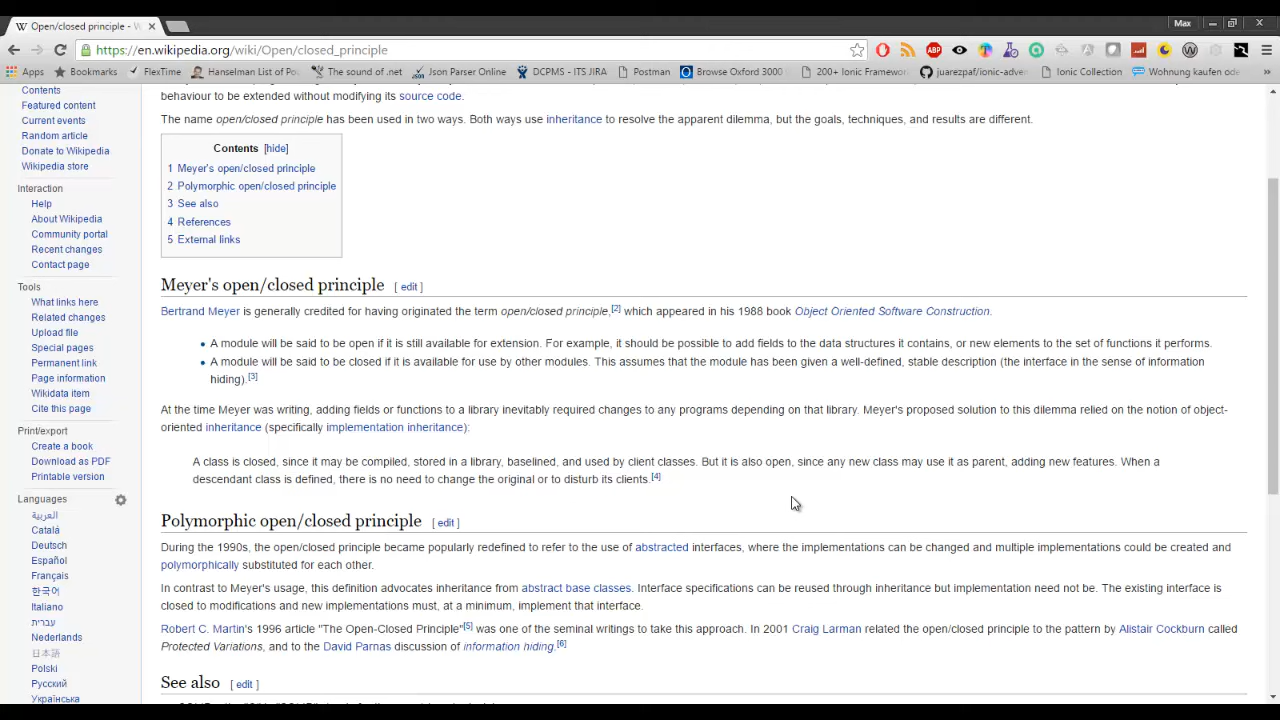 Open/closed principle - W
Max
https://en.wikipedia.org/wiki/Open/closed_principle
Apps Bookmarks FlexTime Hanselman List of Po The sound of .net Json Parser Online DCPMS - ITS JIRA Postman Browse Oxford 3000 200+ Ionic Framewor juarezpaf/ionic-adve Ionic Collection Wohnung kaufen ode »
Contents
Featured content
Current events
Random article
Donate to Wikipedia
Wikipedia store
Interaction
Help
About Wikipedia
Community portal
Recent changes
Contact page
Tools
What links here
Related changes
Upload file
Special pages
Permanent link
Page information
Wikidata item
Cite this page
Print/export
Create a book
Download as PDF
Printable version
Languages
العربية
Català
Deutsch
Español
Français
한국어
Italiano
עברית
Nederlands
日本語
Polski
Русский
Українська
behaviour to be extended without modifying its source code.
The name open/closed principle has been used in two ways. Both ways use inheritance to resolve the apparent dilemma, but the goals, techniques, and results are different.
Contents [hide]
1 Meyer's open/closed principle
2 Polymorphic open/closed principle
3 See also
4 References
5 External links
Meyer's open/closed principle [ edit ]
Bertrand Meyer is generally credited for having originated the term open/closed principle,[2] which appeared in his 1988 book Object Oriented Software Construction.
• A module will be said to be open if it is still available for extension. For example, it should be possible to add fields to the data structures it contains, or new elements to the set of functions it performs.
• A module will be said to be closed if it is available for use by other modules. This assumes that the module has been given a well-defined, stable description (the interface in the sense of information
hiding).[3]
At the time Meyer was writing, adding fields or functions to a library inevitably required changes to any programs depending on that library. Meyer's proposed solution to this dilemma relied on the notion of object-
oriented inheritance (specifically implementation inheritance):
A class is closed, since it may be compiled, stored in a library, baselined, and used by client classes. But it is also open, since any new class may use it as parent, adding new features. When a
descendant class is defined, there is no need to change the original or to disturb its clients.[4]
Polymorphic open/closed principle [ edit ]
During the 1990s, the open/closed principle became popularly redefined to refer to the use of abstracted interfaces, where the implementations can be changed and multiple implementations could be created and
polymorphically substituted for each other.
In contrast to Meyer's usage, this definition advocates inheritance from abstract base classes. Interface specifications can be reused through inheritance but implementation need not be. The existing interface is
closed to modifications and new implementations must, at a minimum, implement that interface.
Robert C. Martin's 1996 article "The Open-Closed Principle"[5] was one of the seminal writings to take this approach. In 2001 Craig Larman related the open/closed principle to the pattern by Alistair Cockburn called
Protected Variations, and to the David Parnas discussion of information hiding.[6]
See also [ edit ]